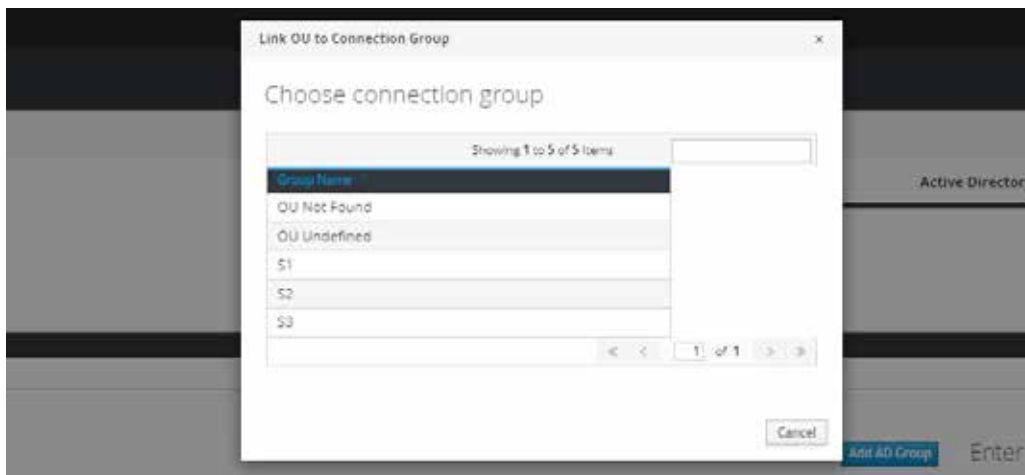 Link OU to Connection Group ×
Choose connection group
Showing 1 to 5 of 5 items
Group Name
Active Director
OU Not Found
OU Undefined
S1
S2
S3
« ‹ 1 of 1 › »
Cancel
Add AD Group Enter